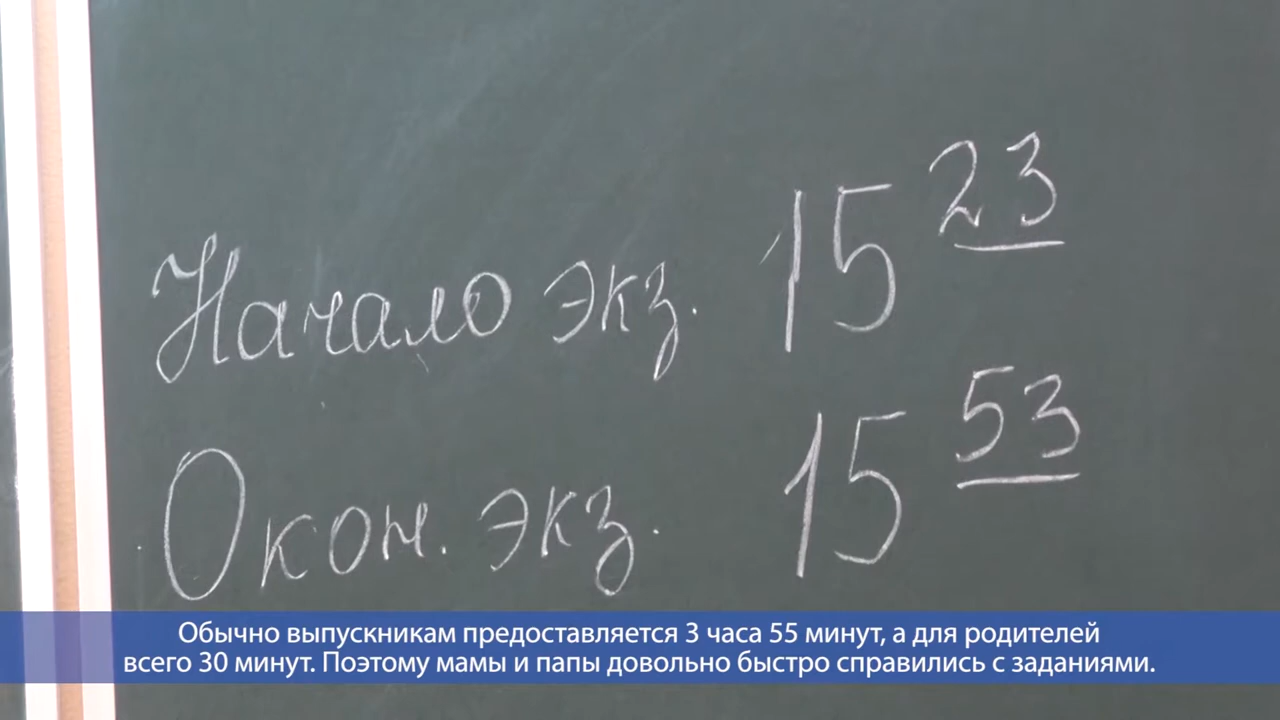 Начало экз. 15 23
Окон. экз. 15 53
Обычно выпускникам предоставляется 3 часа 55 минут, а для родителей
всего 30 минут. Поэтому мамы и папы довольно быстро справились с заданиями.